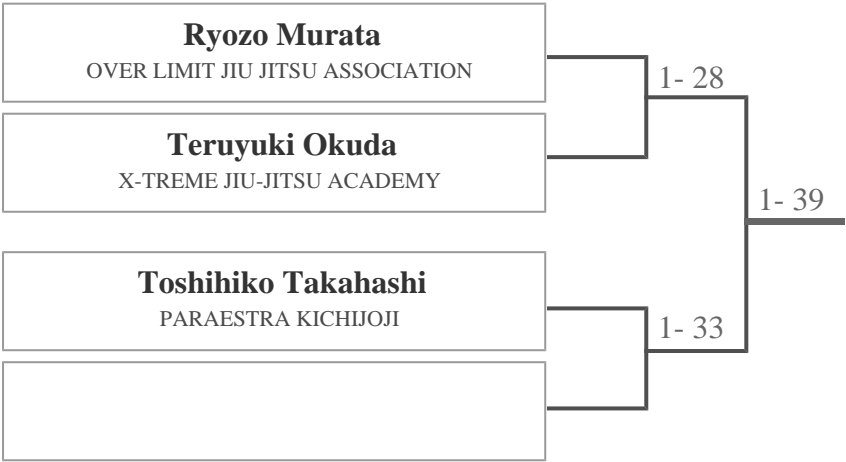 Ryozo Murata
OVER LIMIT JIU JITSU ASSOCIATION
1- 28
Teruyuki Okuda
X-TREME JIU-JITSU ACADEMY
1- 39
Toshihiko Takahashi
PARAESTRA KICHIJOJI
1- 33